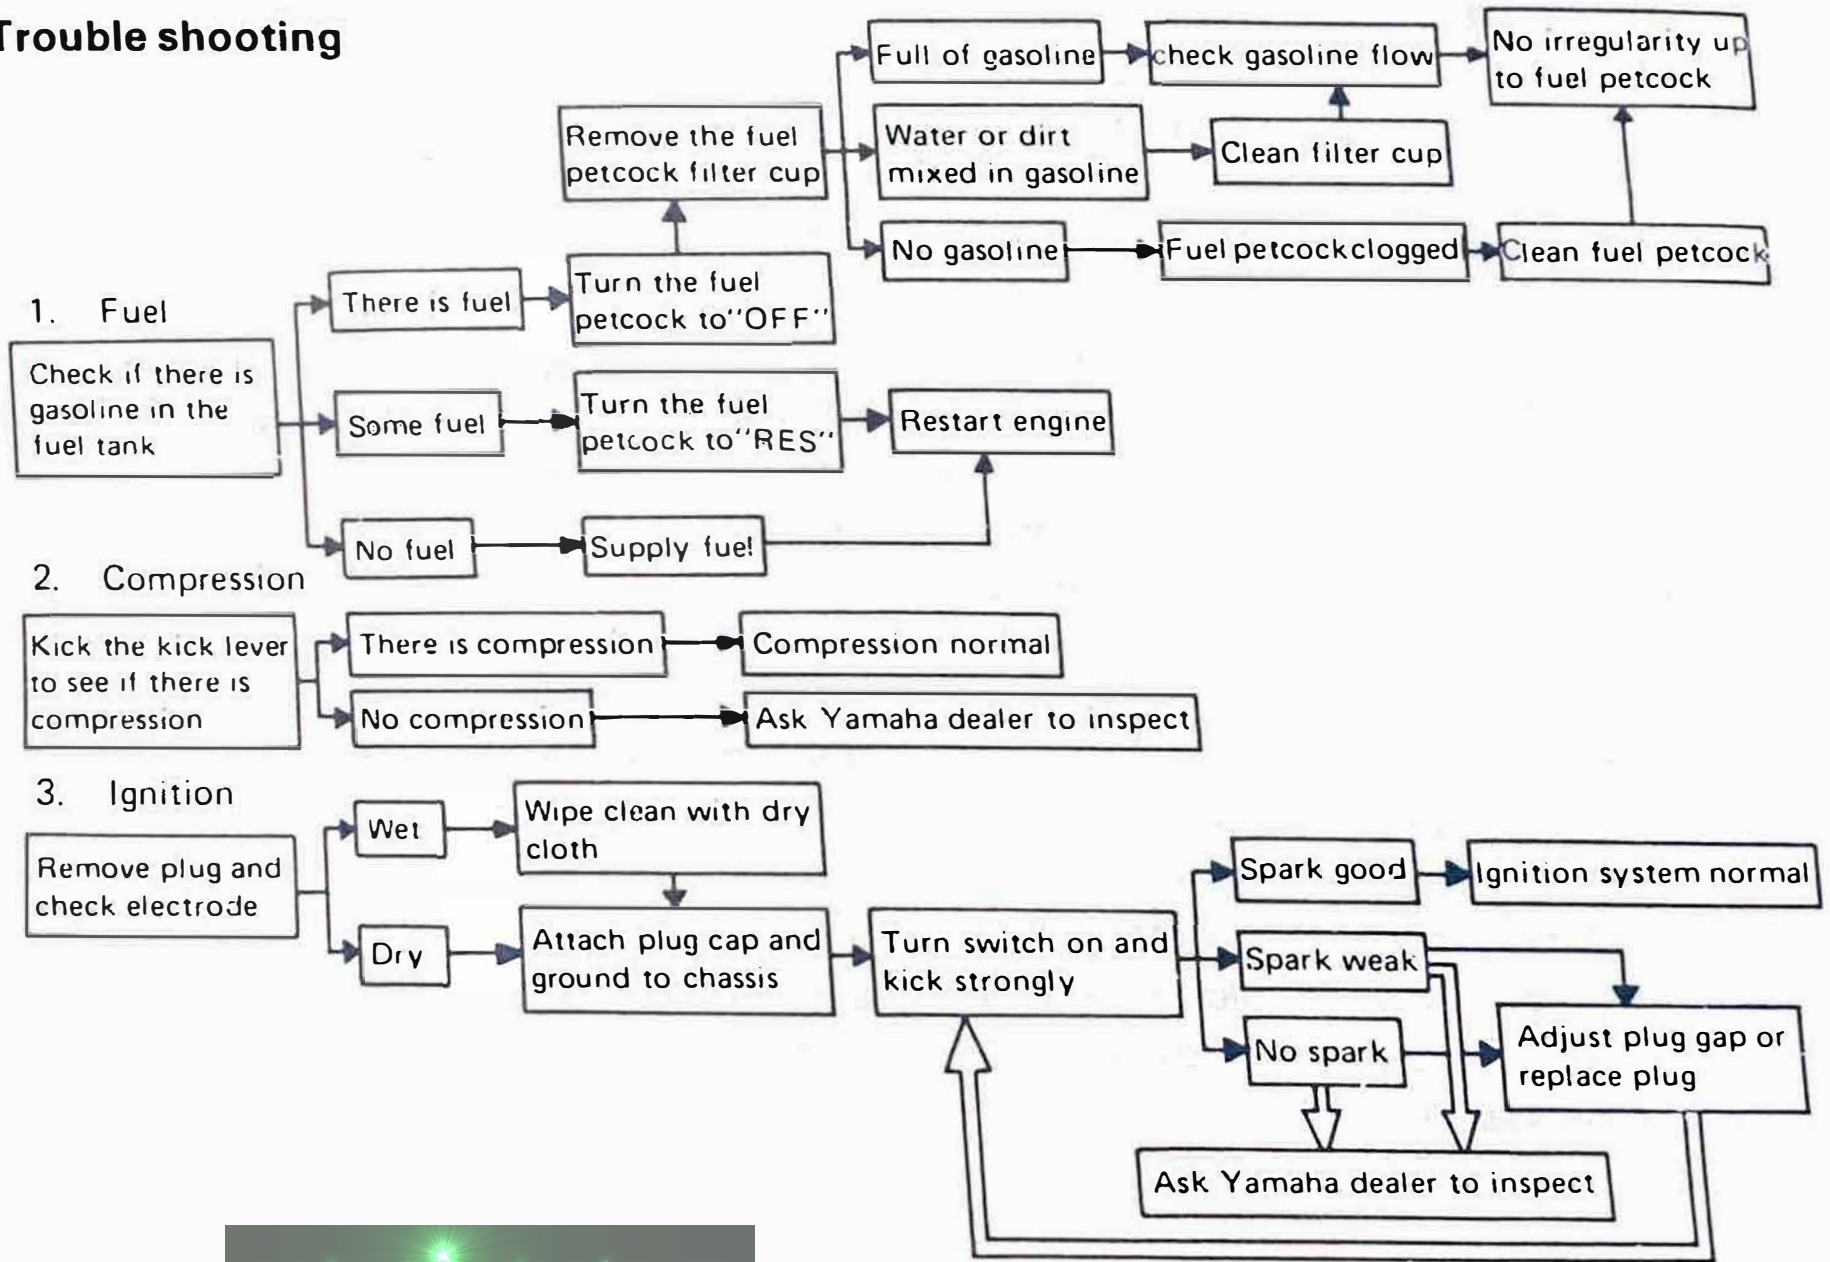 Trouble shooting
Full of gasoline
check gasoline flow
No irregularity up
to fuel petcock
Remove the fuel
petcock filter cup
Water or dirt
mixed in gasoline
Clean filter cup
No gasoline
Fuel petcock clogged
Clean fuel petcock
1. Fuel
There is fuel
Turn the fuel
petcock to "OFF"
Check if there is
gasoline in the
fuel tank
Some fuel
Turn the fuel
petcock to "RES"
Restart engine
No fuel
Supply fuel
2. Compression
Kick the kick lever
to see if there is
compression
There is compression
Compression normal
No compression
Ask Yamaha dealer to inspect
3. Ignition
Remove plug and
check electrode
Wet
Wipe clean with dry
cloth
Dry
Attach plug cap and
ground to chassis
Turn switch on and
kick strongly
Spark good
Ignition system normal
Spark weak
No spark
Adjust plug gap or
replace plug
Ask Yamaha dealer to inspect